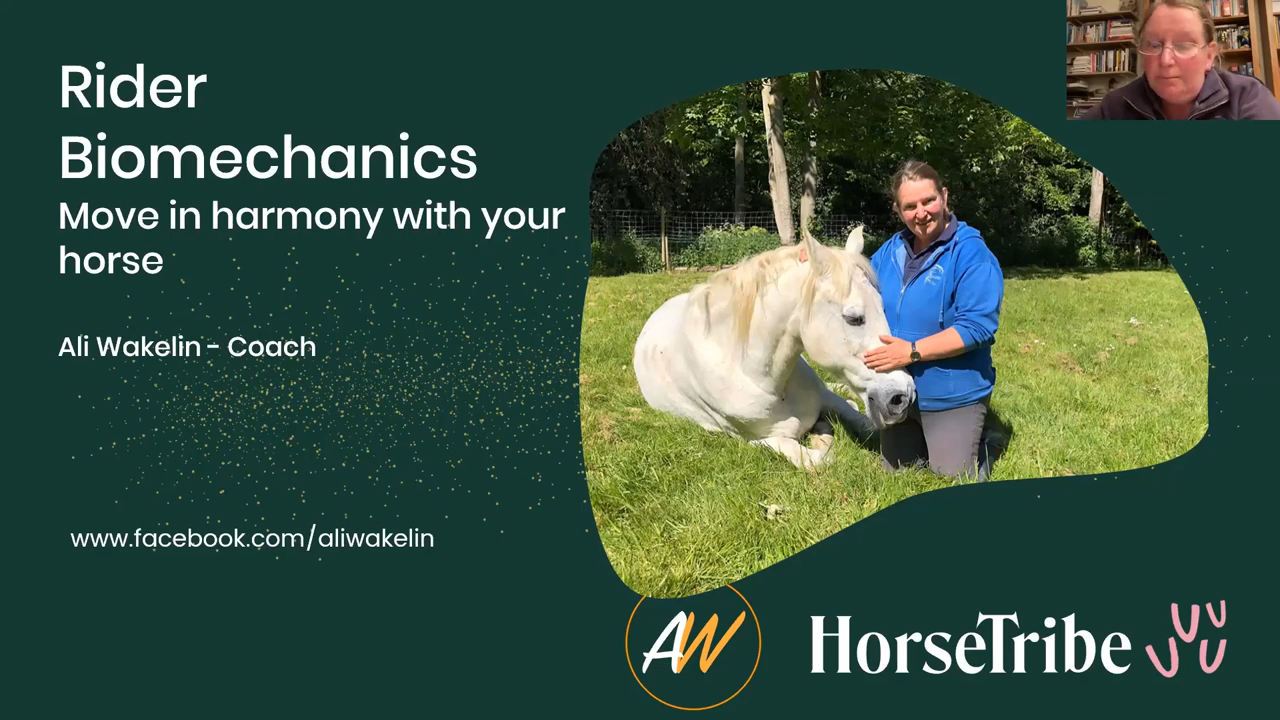 Rider
Biomechanics
Move in harmony with your
horse
Ali Wakelin - Coach
www.facebook.com/aliwakelin
AW
HorseTribe